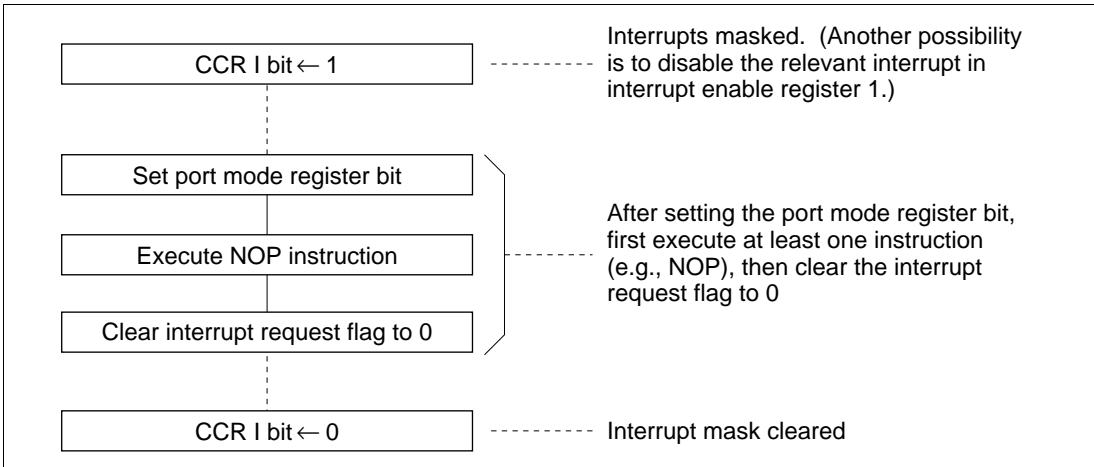 CCR I bit ← 1
Interrupts masked. (Another possibility
is to disable the relevant interrupt in
interrupt enable register 1.)
Set port mode register bit
Execute NOP instruction
Clear interrupt request flag to 0
After setting the port mode register bit,
first execute at least one instruction
(e.g., NOP), then clear the interrupt
request flag to 0
CCR I bit ← 0
Interrupt mask cleared